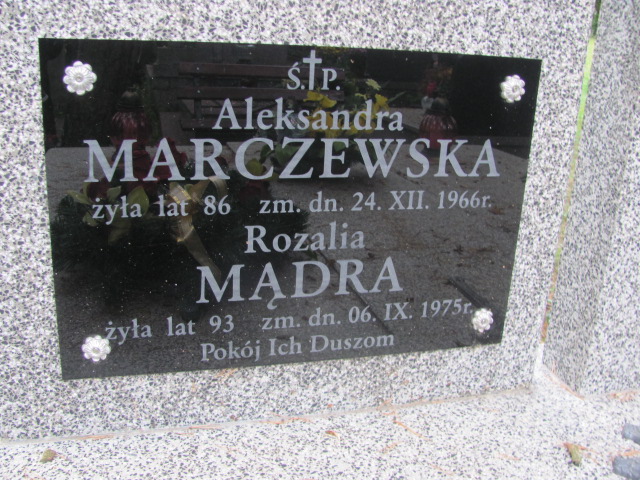 Ś.†P.
Aleksandra
MARCZEWSKA
żyła lat 86 zm. dn. 24. XII. 1966r.
Rozalia
MĄDRA
żyła lat 93 zm. dn. 06. IX. 1975r.
Pokój Ich Duszom